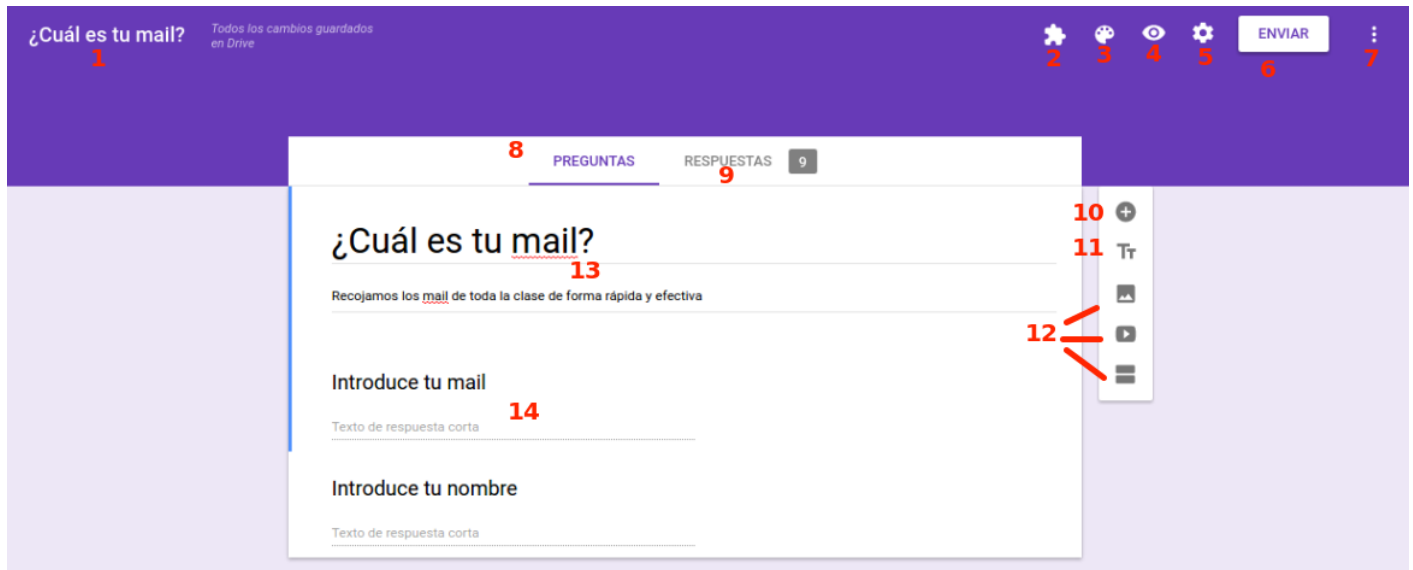 ¿Cuál es tu mail?
Todos los cambios guardados
en Drive
ENVIAR
1
2
3
4
5
6
7
8
PREGUNTAS
RESPUESTAS
9
9
10
¿Cuál es tu mail?
11
Tт
13
Recojamos los mail de toda la clase de forma rápida y efectiva
12
Introduce tu mail
14
Texto de respuesta corta
Introduce tu nombre
Texto de respuesta corta